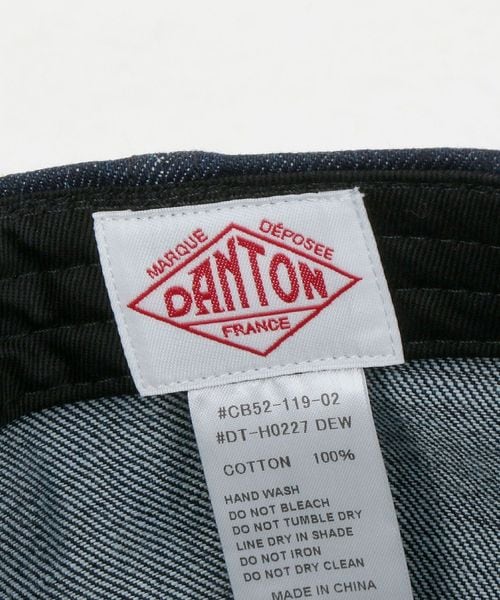 MARQUE DÉPOSÉE
DANTON
FRANCE
#CB52-119-02
#DT-H0227 DEW
COTTON 100%
HAND WASH
DO NOT BLEACH
DO NOT TUMBLE DRY
LINE DRY IN SHADE
DO NOT IRON
DO NOT DRY CLEAN
MADE IN CHINA